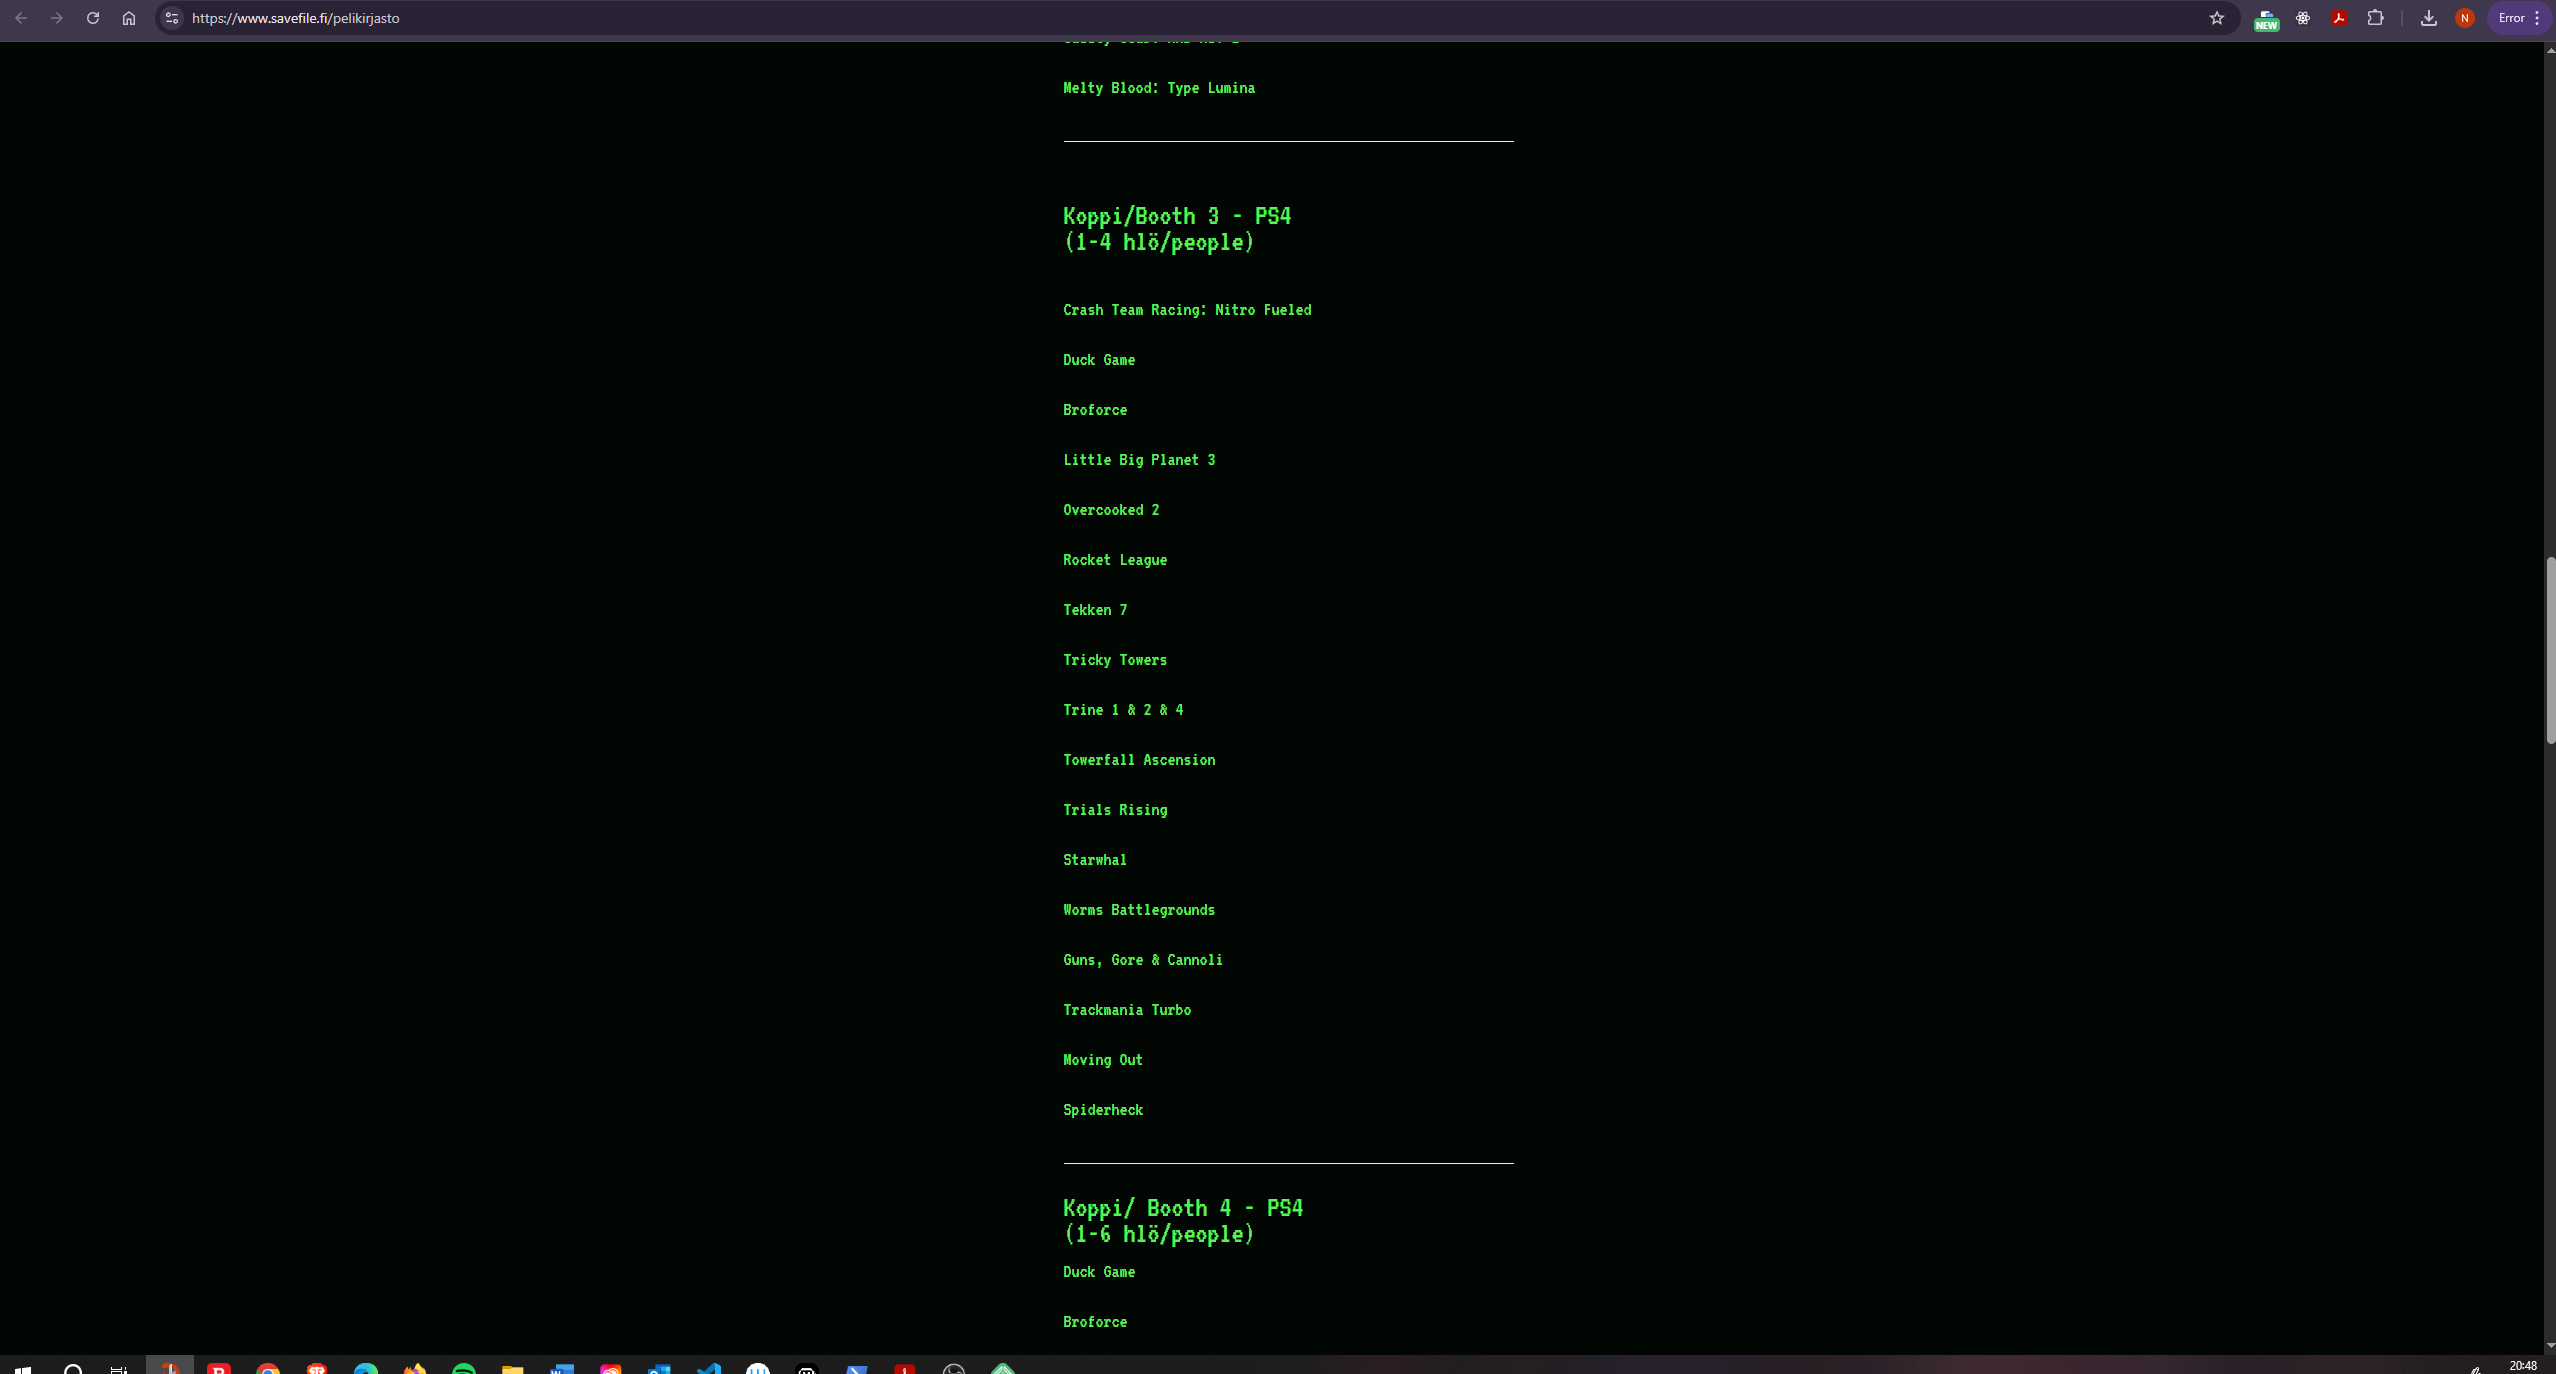 https://www.savefile.fi/pelikirjasto
NEW
N
Error
Melty Blood: Type Lumina
Koppi/Booth 3 - PS4
(1-4 hlö/people)
Crash Team Racing: Nitro Fueled
Duck Game
Broforce
Little Big Planet 3
Overcooked 2
Rocket League
Tekken 7
Tricky Towers
Trine 1 & 2 & 4
Towerfall Ascension
Trials Rising
Starwhal
Worms Battlegrounds
Guns, Gore & Cannoli
Trackmania Turbo
Moving Out
Spiderheck
Koppi/ Booth 4 - PS4
(1-6 hlö/people)
Duck Game
Broforce
20:48